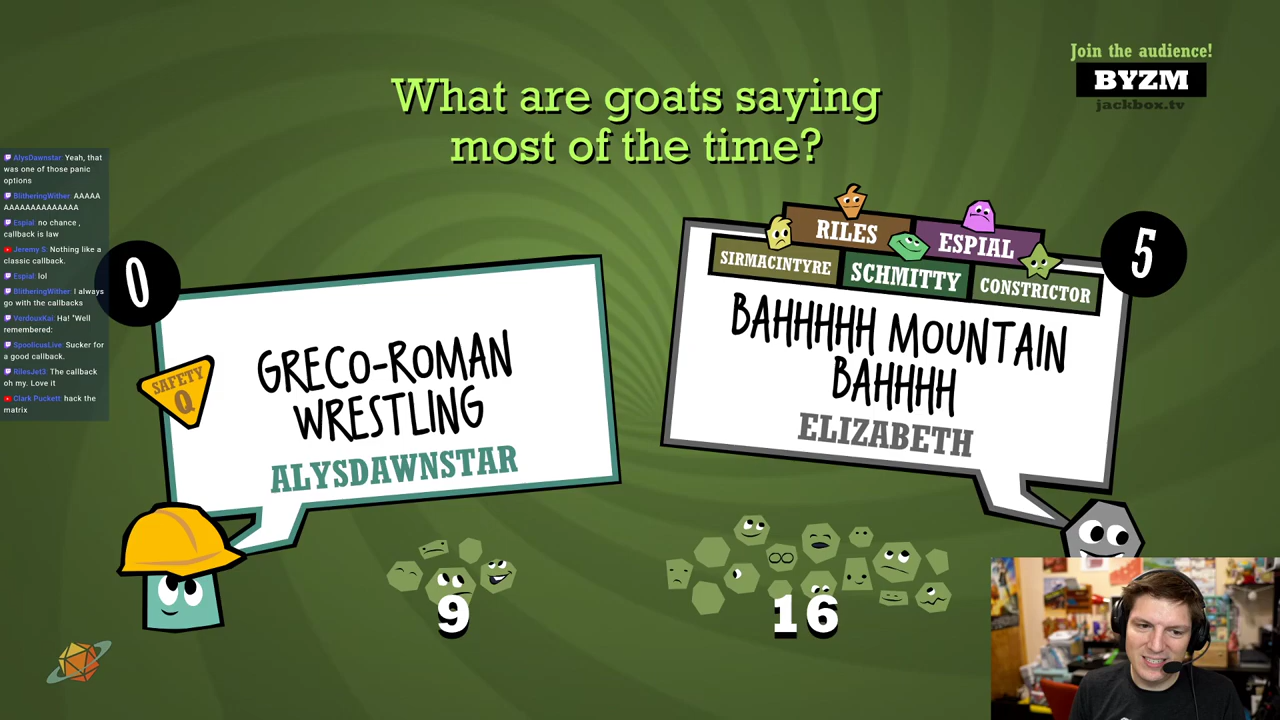 Join the audience!
BYZM
jackbox.tv
What are goats saying
most of the time?
AlysDawnstar: Yeah, that
was one of those panic
options
BlitheringWither: AAAAA
AAAAAAAAAAAAAA
Espial: no chance ,
callback is law
Jeremy S: Nothing like a
classic callback.
Espial: lol
BlitheringWither: I always
go with the callbacks
VerdouxKai: Ha! "Well
remembered:
SpoolicusLive: Sucker for
a good callback.
RilesJet3: The callback
oh my. Love it
Clark Puckett: hack the
matrix
0
SAFETY
Q
GRECO-ROMAN
WRESTLING
ALYSDAWNSTAR
9
RILES
ESPIAL
SIRMACINTYRE
SCHMITTY
CONSTRICTOR
5
BAHHHHH MOUNTAIN
BAHHHH
ELIZABETH
16